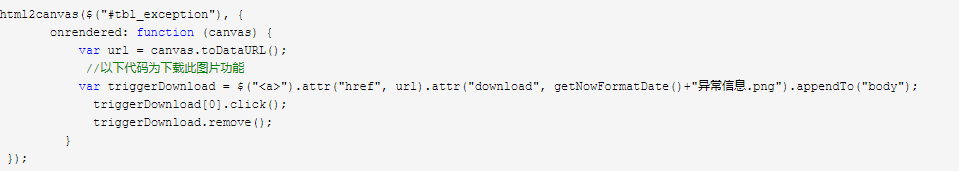 html2canvas($("#tbl_exception"), {
onrendered: function (canvas) {
var url = canvas.toDataURL();
//以下代码为下载此图片功能
var triggerDownload = $("<a>").attr("href", url).attr("download", getNowFormatDate()+"异常信息.png").appendTo("body");
triggerDownload[0].click();
triggerDownload.remove();
}
});